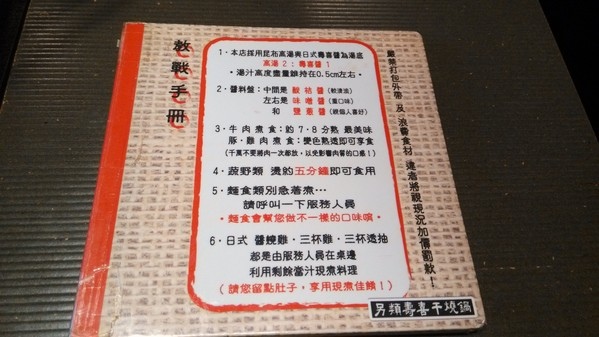 教戰手冊
1．本店採用昆布高湯與日式壽喜醬為湯底
高湯2：壽喜醬1
・湯汁高度盡量維持在0.5cm左右・
2．醬料盤：中間是 酸桔醬(較清淡)
左右是 味噌醬(重口味)
和 鹽蔥醬(視個人喜好)
3．牛肉煮食：約7-8分熟 最美味
豚・雞肉煮食：變色熟透即可享食
(千萬不要將肉一次都放，以免影響肉質的口感！)
4．蔬野類 燙約五分鐘即可食用
5．麵食類別急著煮…
請呼叫一下服務人員
・麵食會幫您做不一樣的口味唷・
6．日式 醬燒雞．三杯雞．三杯透抽
都是由服務人員在桌邊
利用剩餘當汁現煮料理
(請您留點肚子，享用現煮佳餚！)
嚴禁打包外帶 及 浪費食材 違者將視現況加價罰款！
另類壽喜干燒鍋